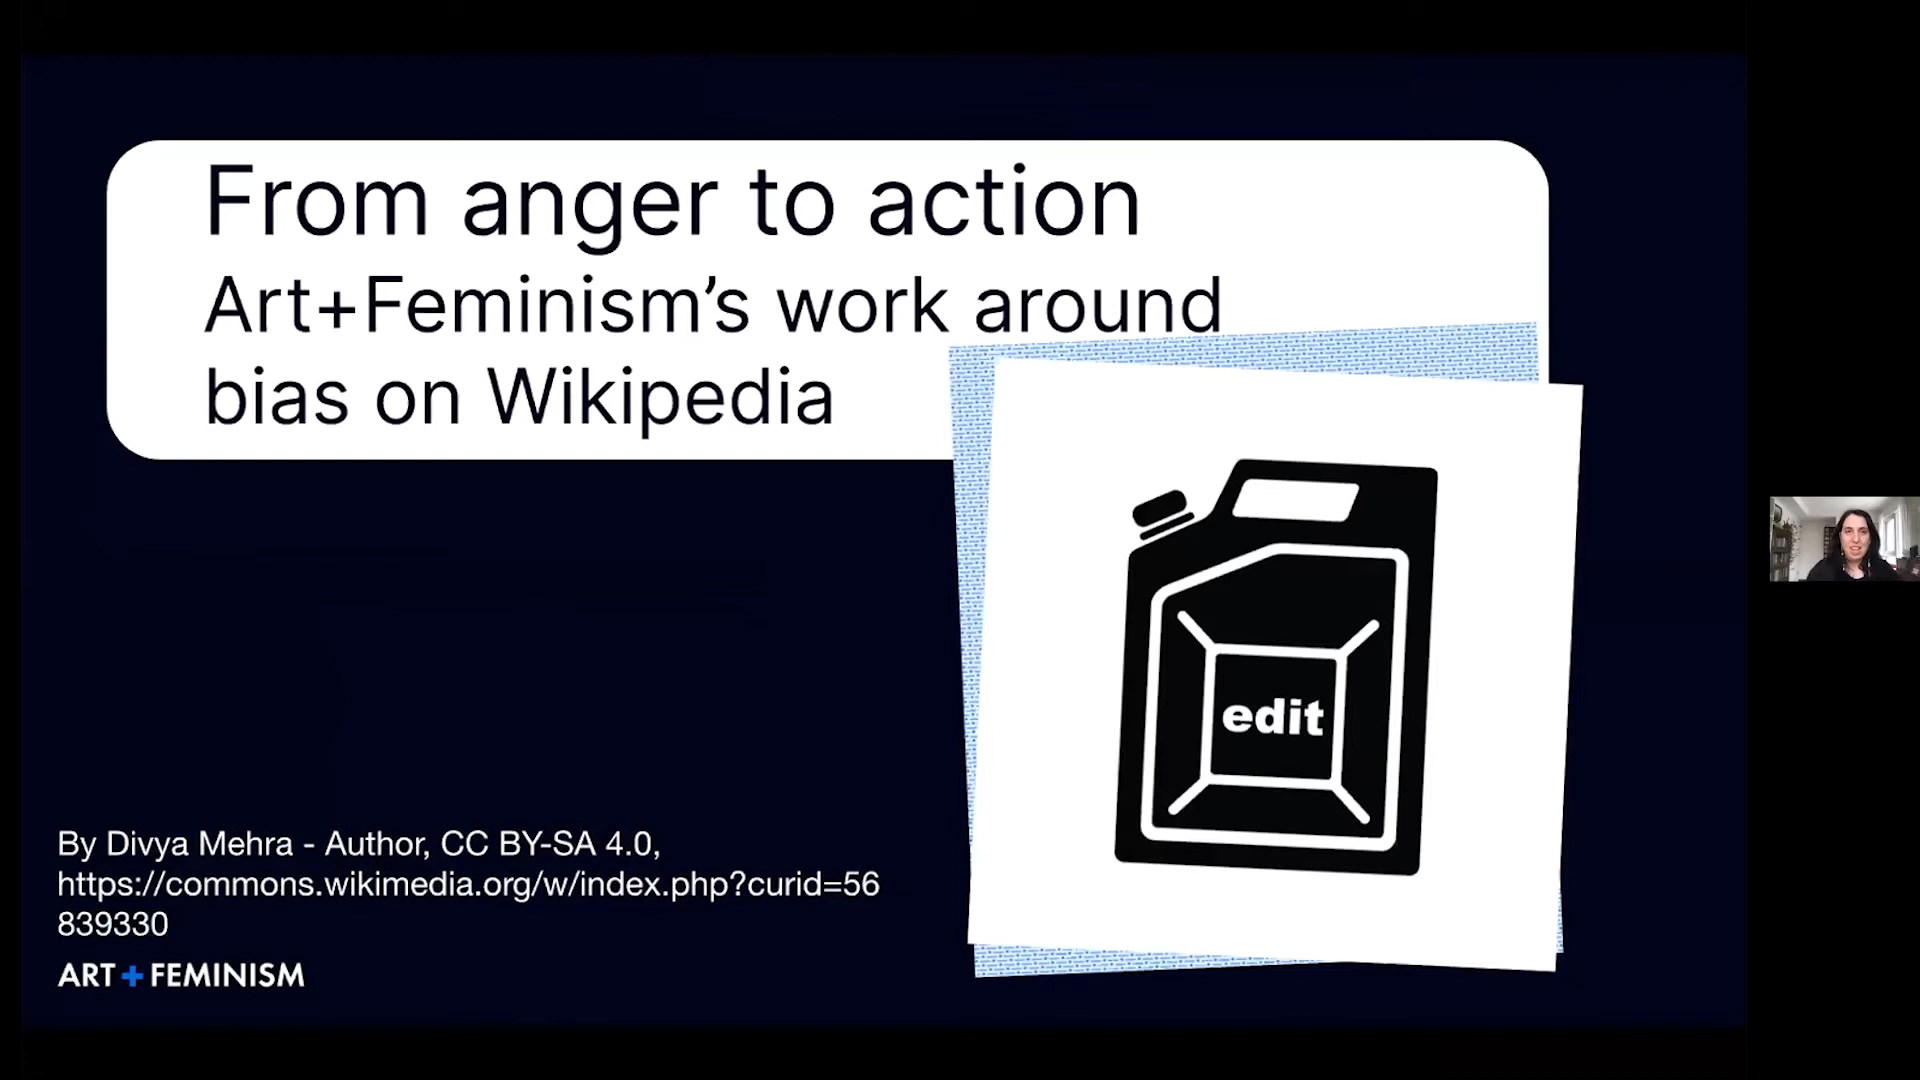 From anger to action
Art+Feminism’s work around
bias on Wikipedia
edit
By Divya Mehra - Author, CC BY-SA 4.0,
https://commons.wikimedia.org/w/index.php?curid=56
839330
ART+FEMINISM